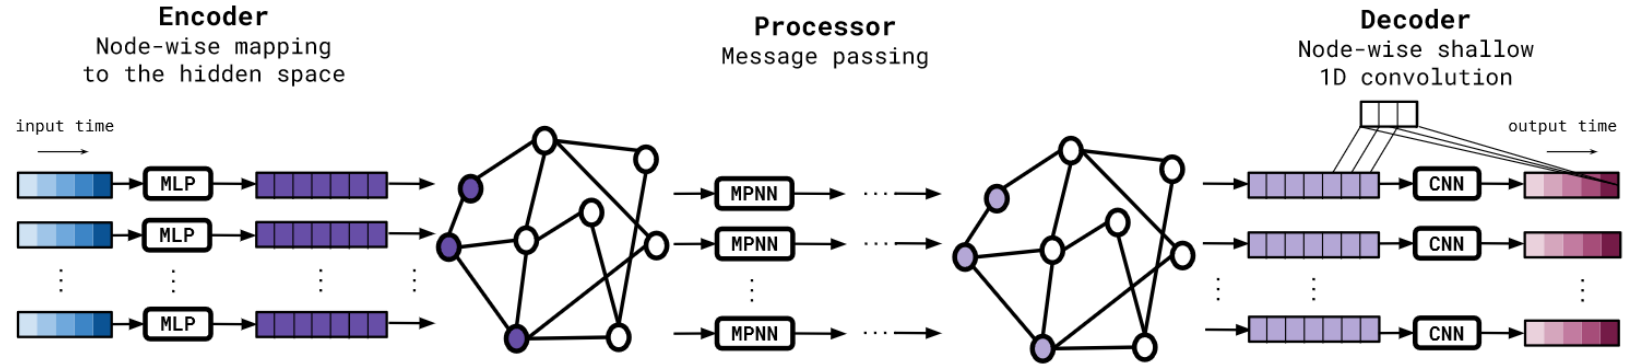 Encoder
Node-wise mapping
to the hidden space
Processor
Message passing
Decoder
Node-wise shallow
1D convolution
input time
output time
MLP
MPNN
CNN
MLP
MPNN
CNN
MLP
MPNN
CNN